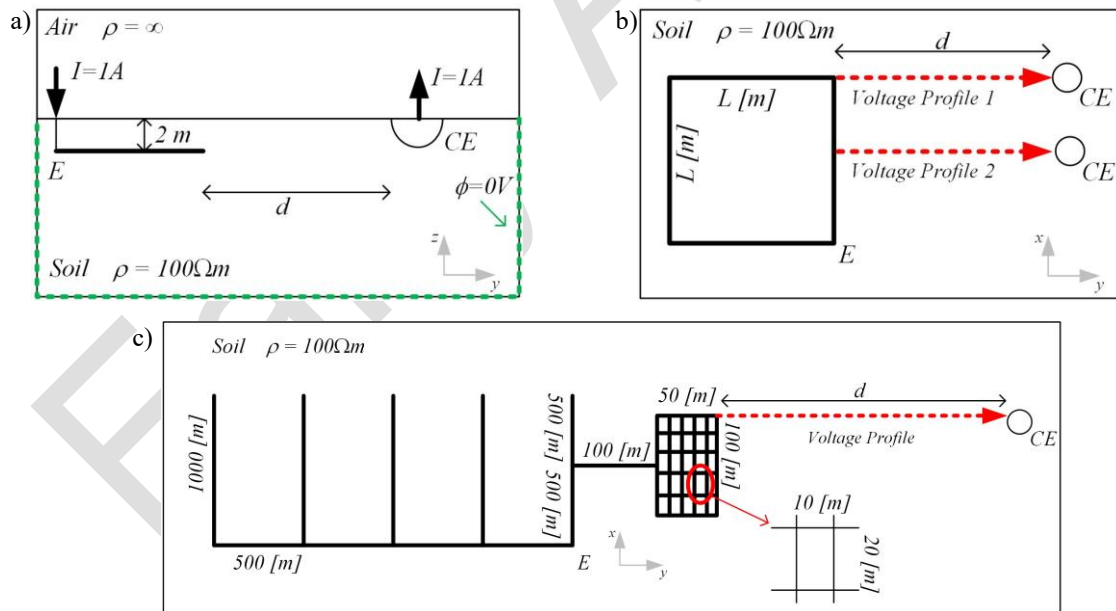 a)
Air ρ = ∞
I=1A
I=1A
2 m
E
CE
d
ϕ=0V
z
y
Soil ρ = 100Ωm
b)
Soil ρ = 100Ωm
d
L [m]
Voltage Profile 1
CE
L [m]
Voltage Profile 2
CE
E
x
y
c)
Soil ρ = 100Ωm
1000 [m]
500 [m]
500 [m]
500 [m]
E
100 [m]
50 [m]
100 [m]
d
Voltage Profile
CE
x
y
10 [m]
20 [m]